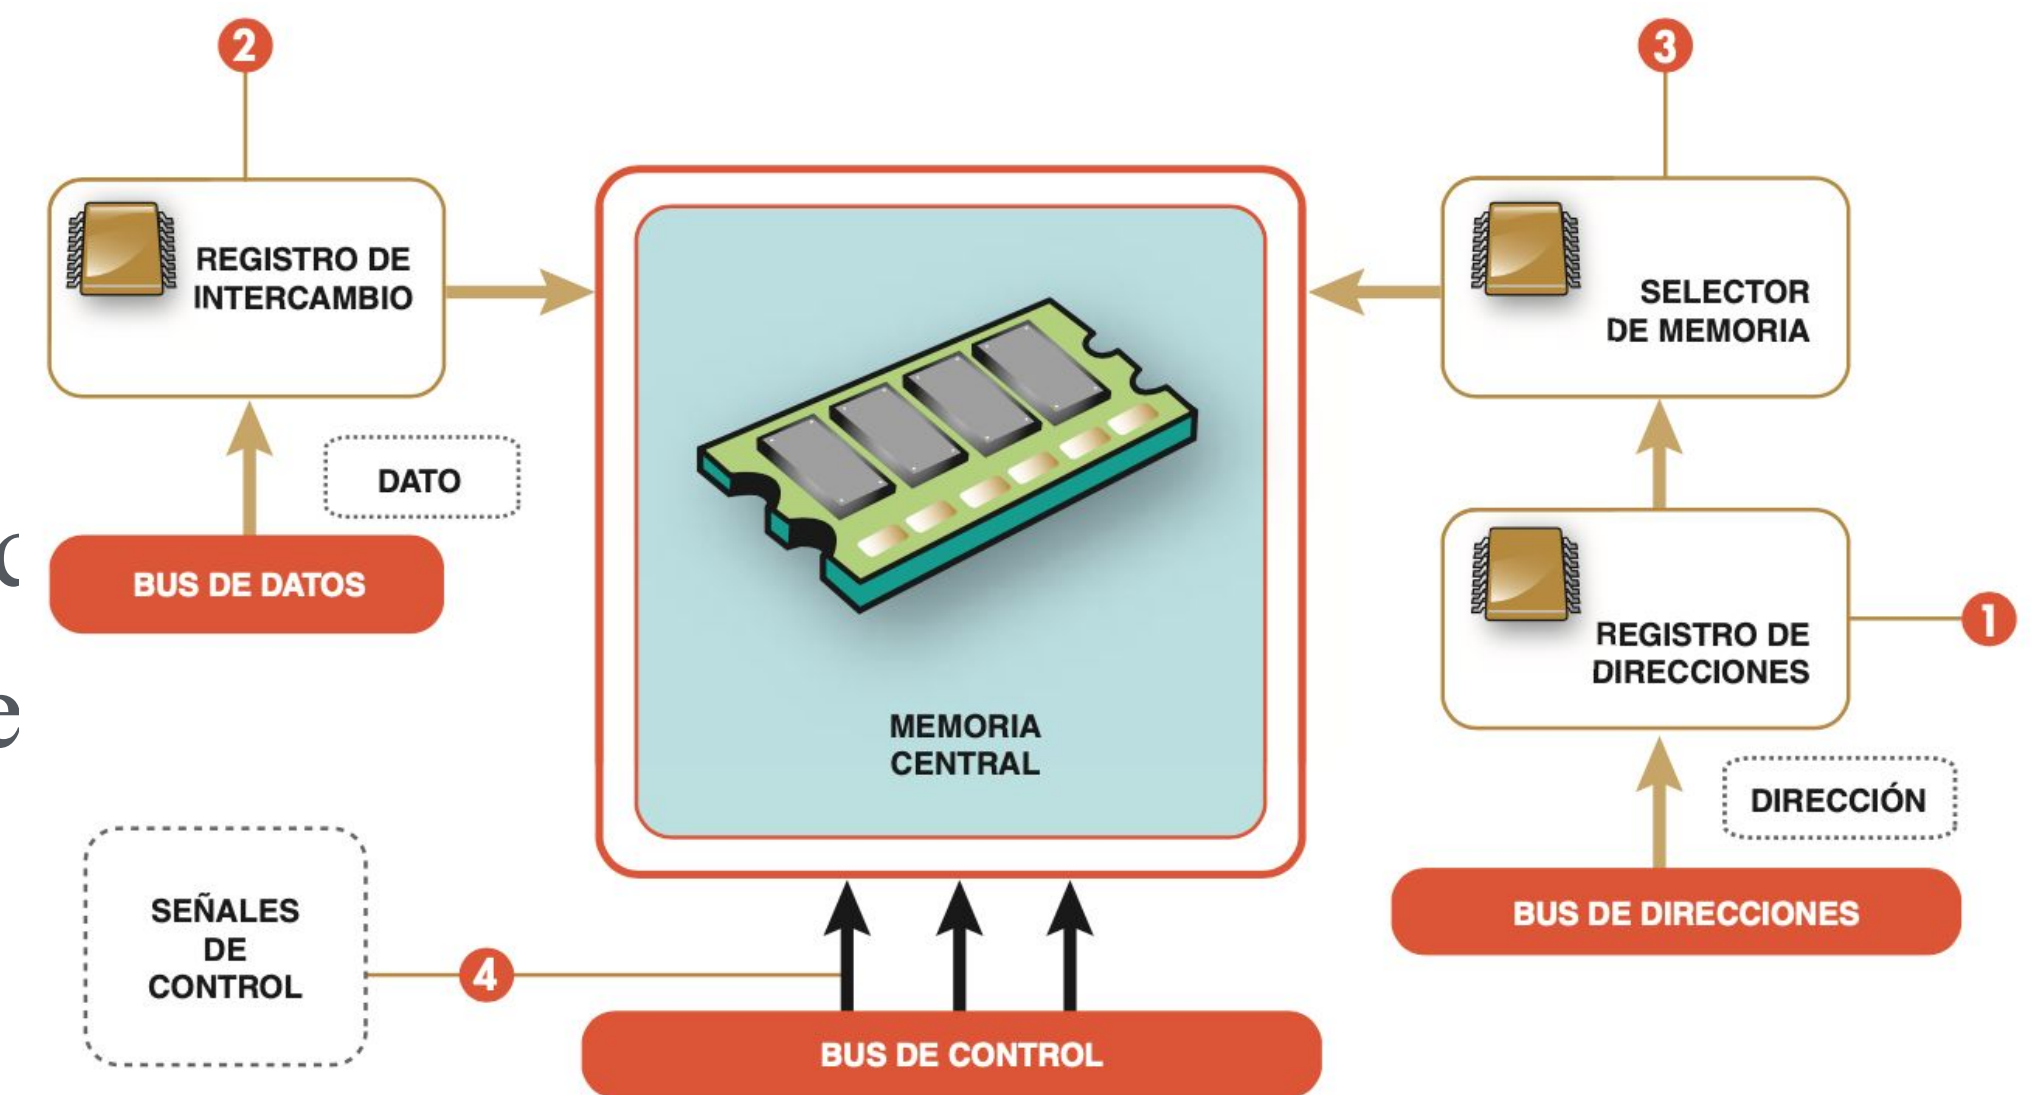 2
3
REGISTRO DE
INTERCAMBIO
SELECTOR
DE MEMORIA
DATO
BUS DE DATOS
REGISTRO DE
DIRECCIONES
1
MEMORIA
CENTRAL
DIRECCIÓN
SEÑALES
DE
CONTROL
4
BUS DE DIRECCIONES
BUS DE CONTROL
e